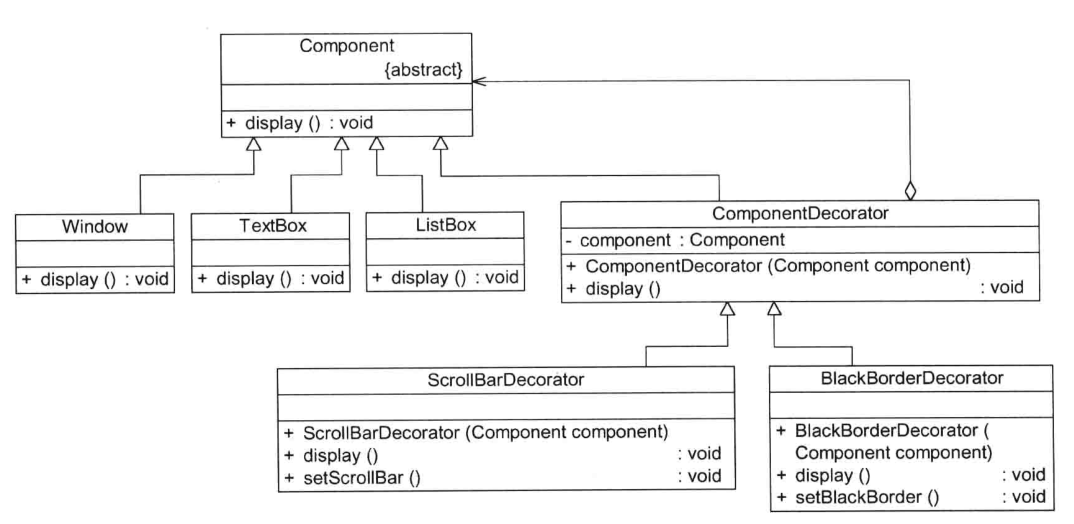 Component
{abstract}
+ display () : void
Window
+ display () : void
TextBox
+ display () : void
ListBox
+ display () : void
ComponentDecorator
- component : Component
+ ComponentDecorator (Component component)
+ display () : void
ScrollBarDecorator
+ ScrollBarDecorator (Component component)
+ display () : void
+ setScrollBar () : void
BlackBorderDecorator
+ BlackBorderDecorator (
Component component)
+ display () : void
+ setBlackBorder () : void